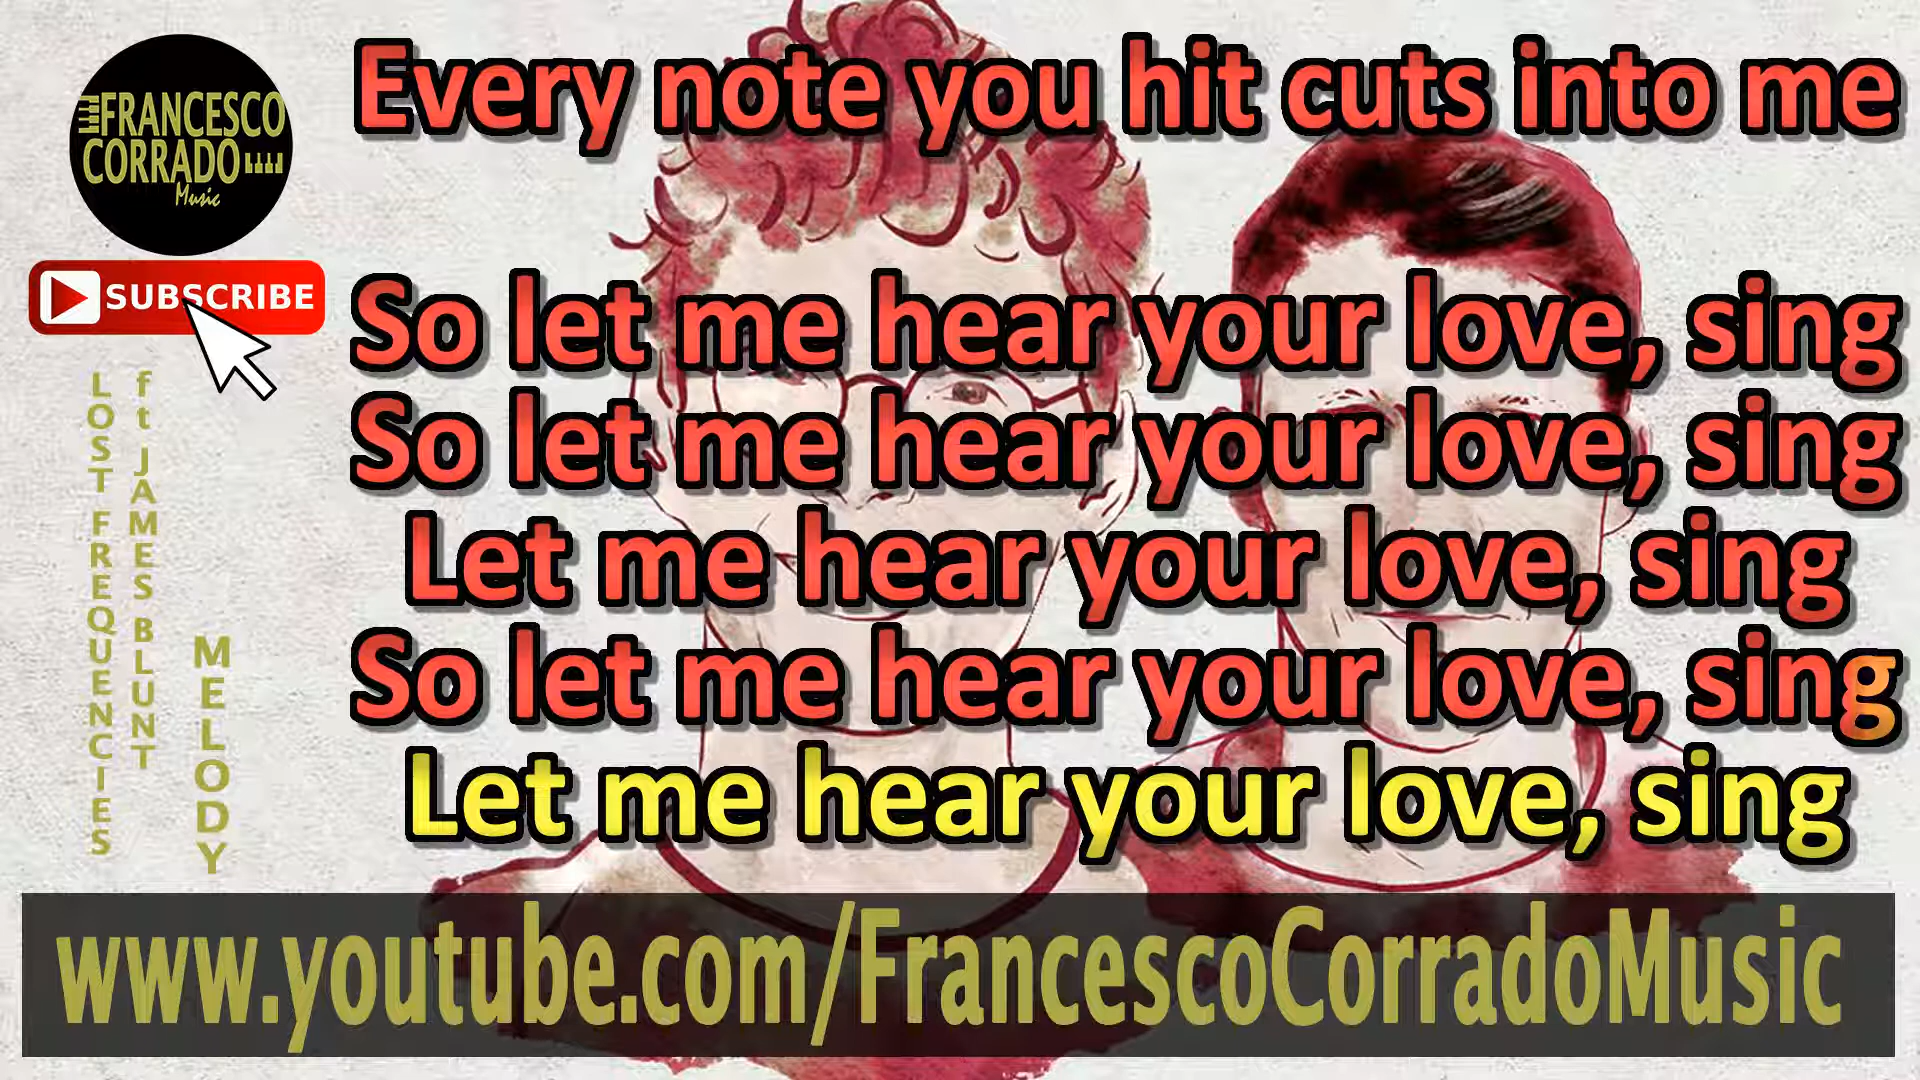 FRANCESCO
CORRADO
Music
SUBSCRIBE
LOST FREQUENCIES
ft JAMES BLUNT
MELODY
Every note you hit cuts into me
So let me hear your love, sing
So let me hear your love, sing
Let me hear your love, sing
So let me hear your love, sing
Let me hear your love, sing
www.youtube.com/FrancescoCorradoMusic